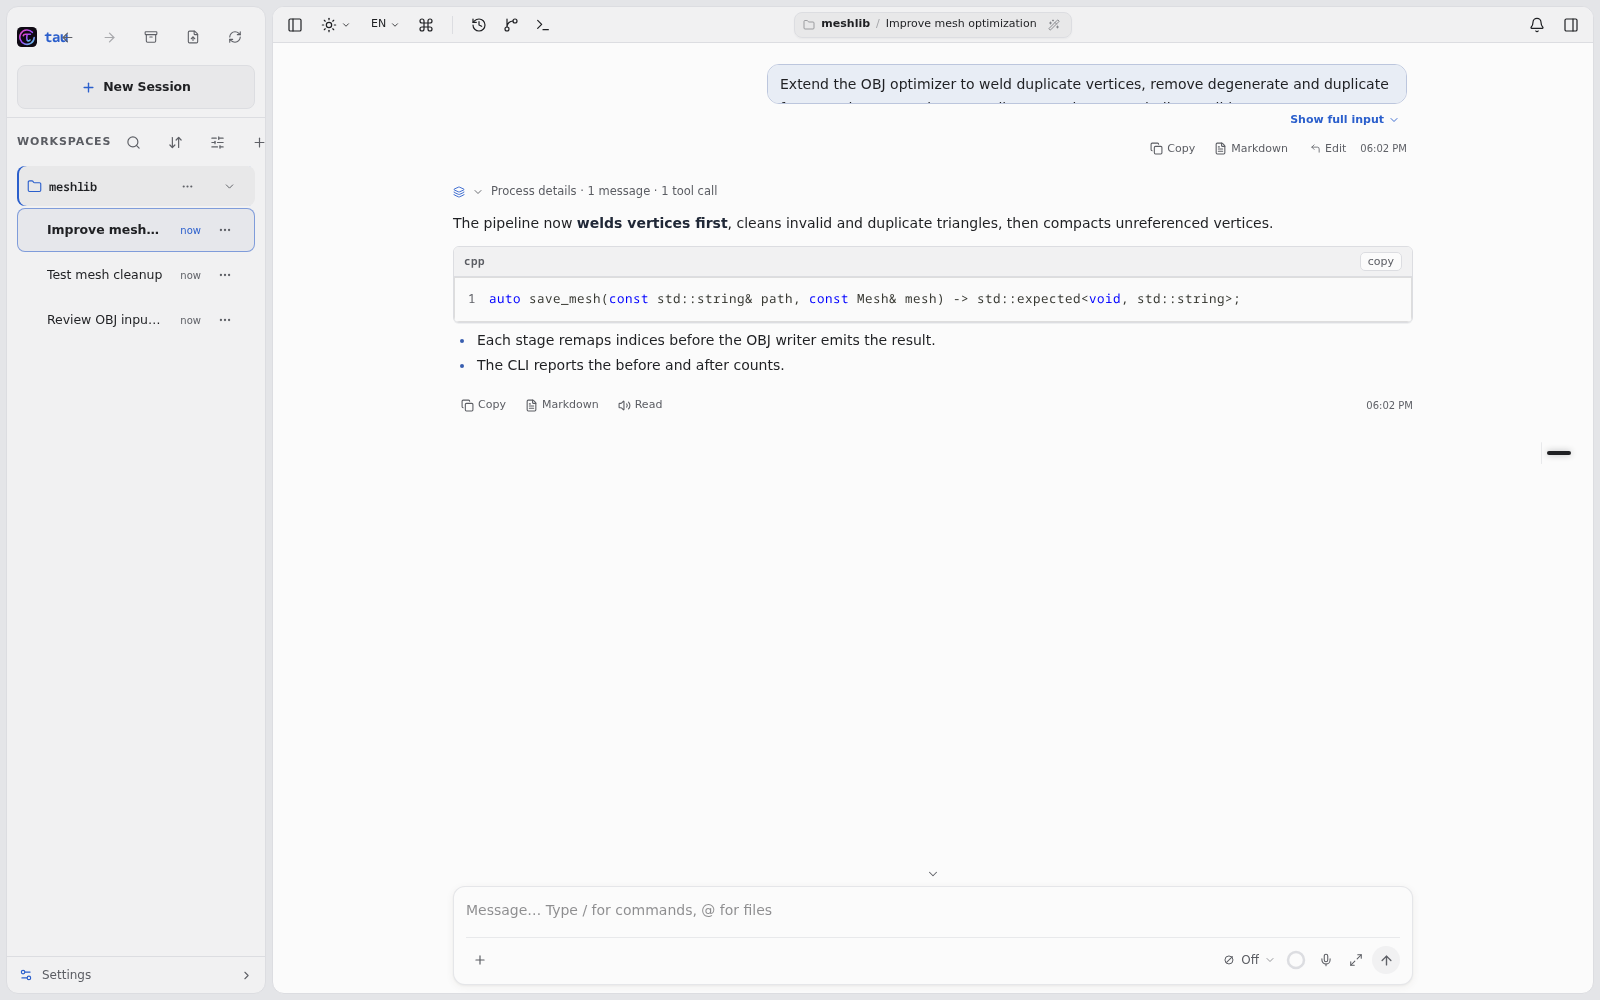 tau
New Session
WORKSPACES
meshlib
Improve mesh... now
Test mesh cleanup now
Review OBJ inpu... now
Settings
EN
meshlib / Improve mesh optimization
Extend the OBJ optimizer to weld duplicate vertices, remove degenerate and duplicate
Show full input
Copy Markdown Edit 06:02 PM
Process details · 1 message · 1 tool call
The pipeline now welds vertices first, cleans invalid and duplicate triangles, then compacts unreferenced vertices.
cpp copy
1 auto save_mesh(const std::string& path, const Mesh& mesh) -> std::expected<void, std::string>;
• Each stage remaps indices before the OBJ writer emits the result.
• The CLI reports the before and after counts.
Copy Markdown Read 06:02 PM
Message... Type / for commands, @ for files
Off